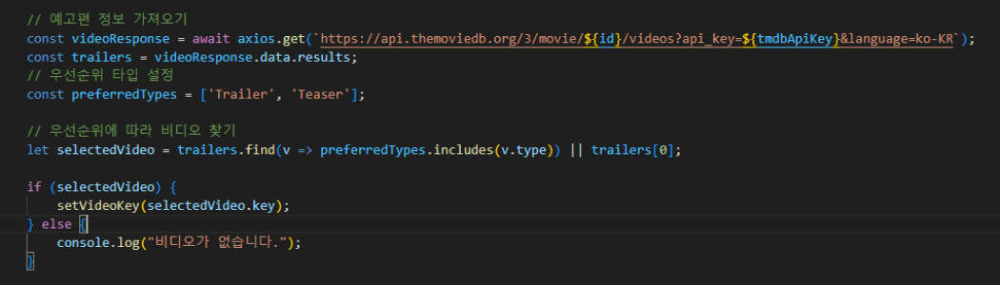 // 예고편 정보 가져오기
const videoResponse = await axios.get(`https://api.themoviedb.org/3/movie/${id}/videos?api_key=${tmdbApiKey}&language=ko-KR`);
const trailers = videoResponse.data.results;
// 우선순위 타입 설정
const preferredTypes = ['Trailer', 'Teaser'];
// 우선순위에 따라 비디오 찾기
let selectedVideo = trailers.find(v => preferredTypes.includes(v.type)) || trailers[0];
if (selectedVideo) {
    setVideoKey(selectedVideo.key);
} else {
    console.log("비디오가 없습니다.");
}